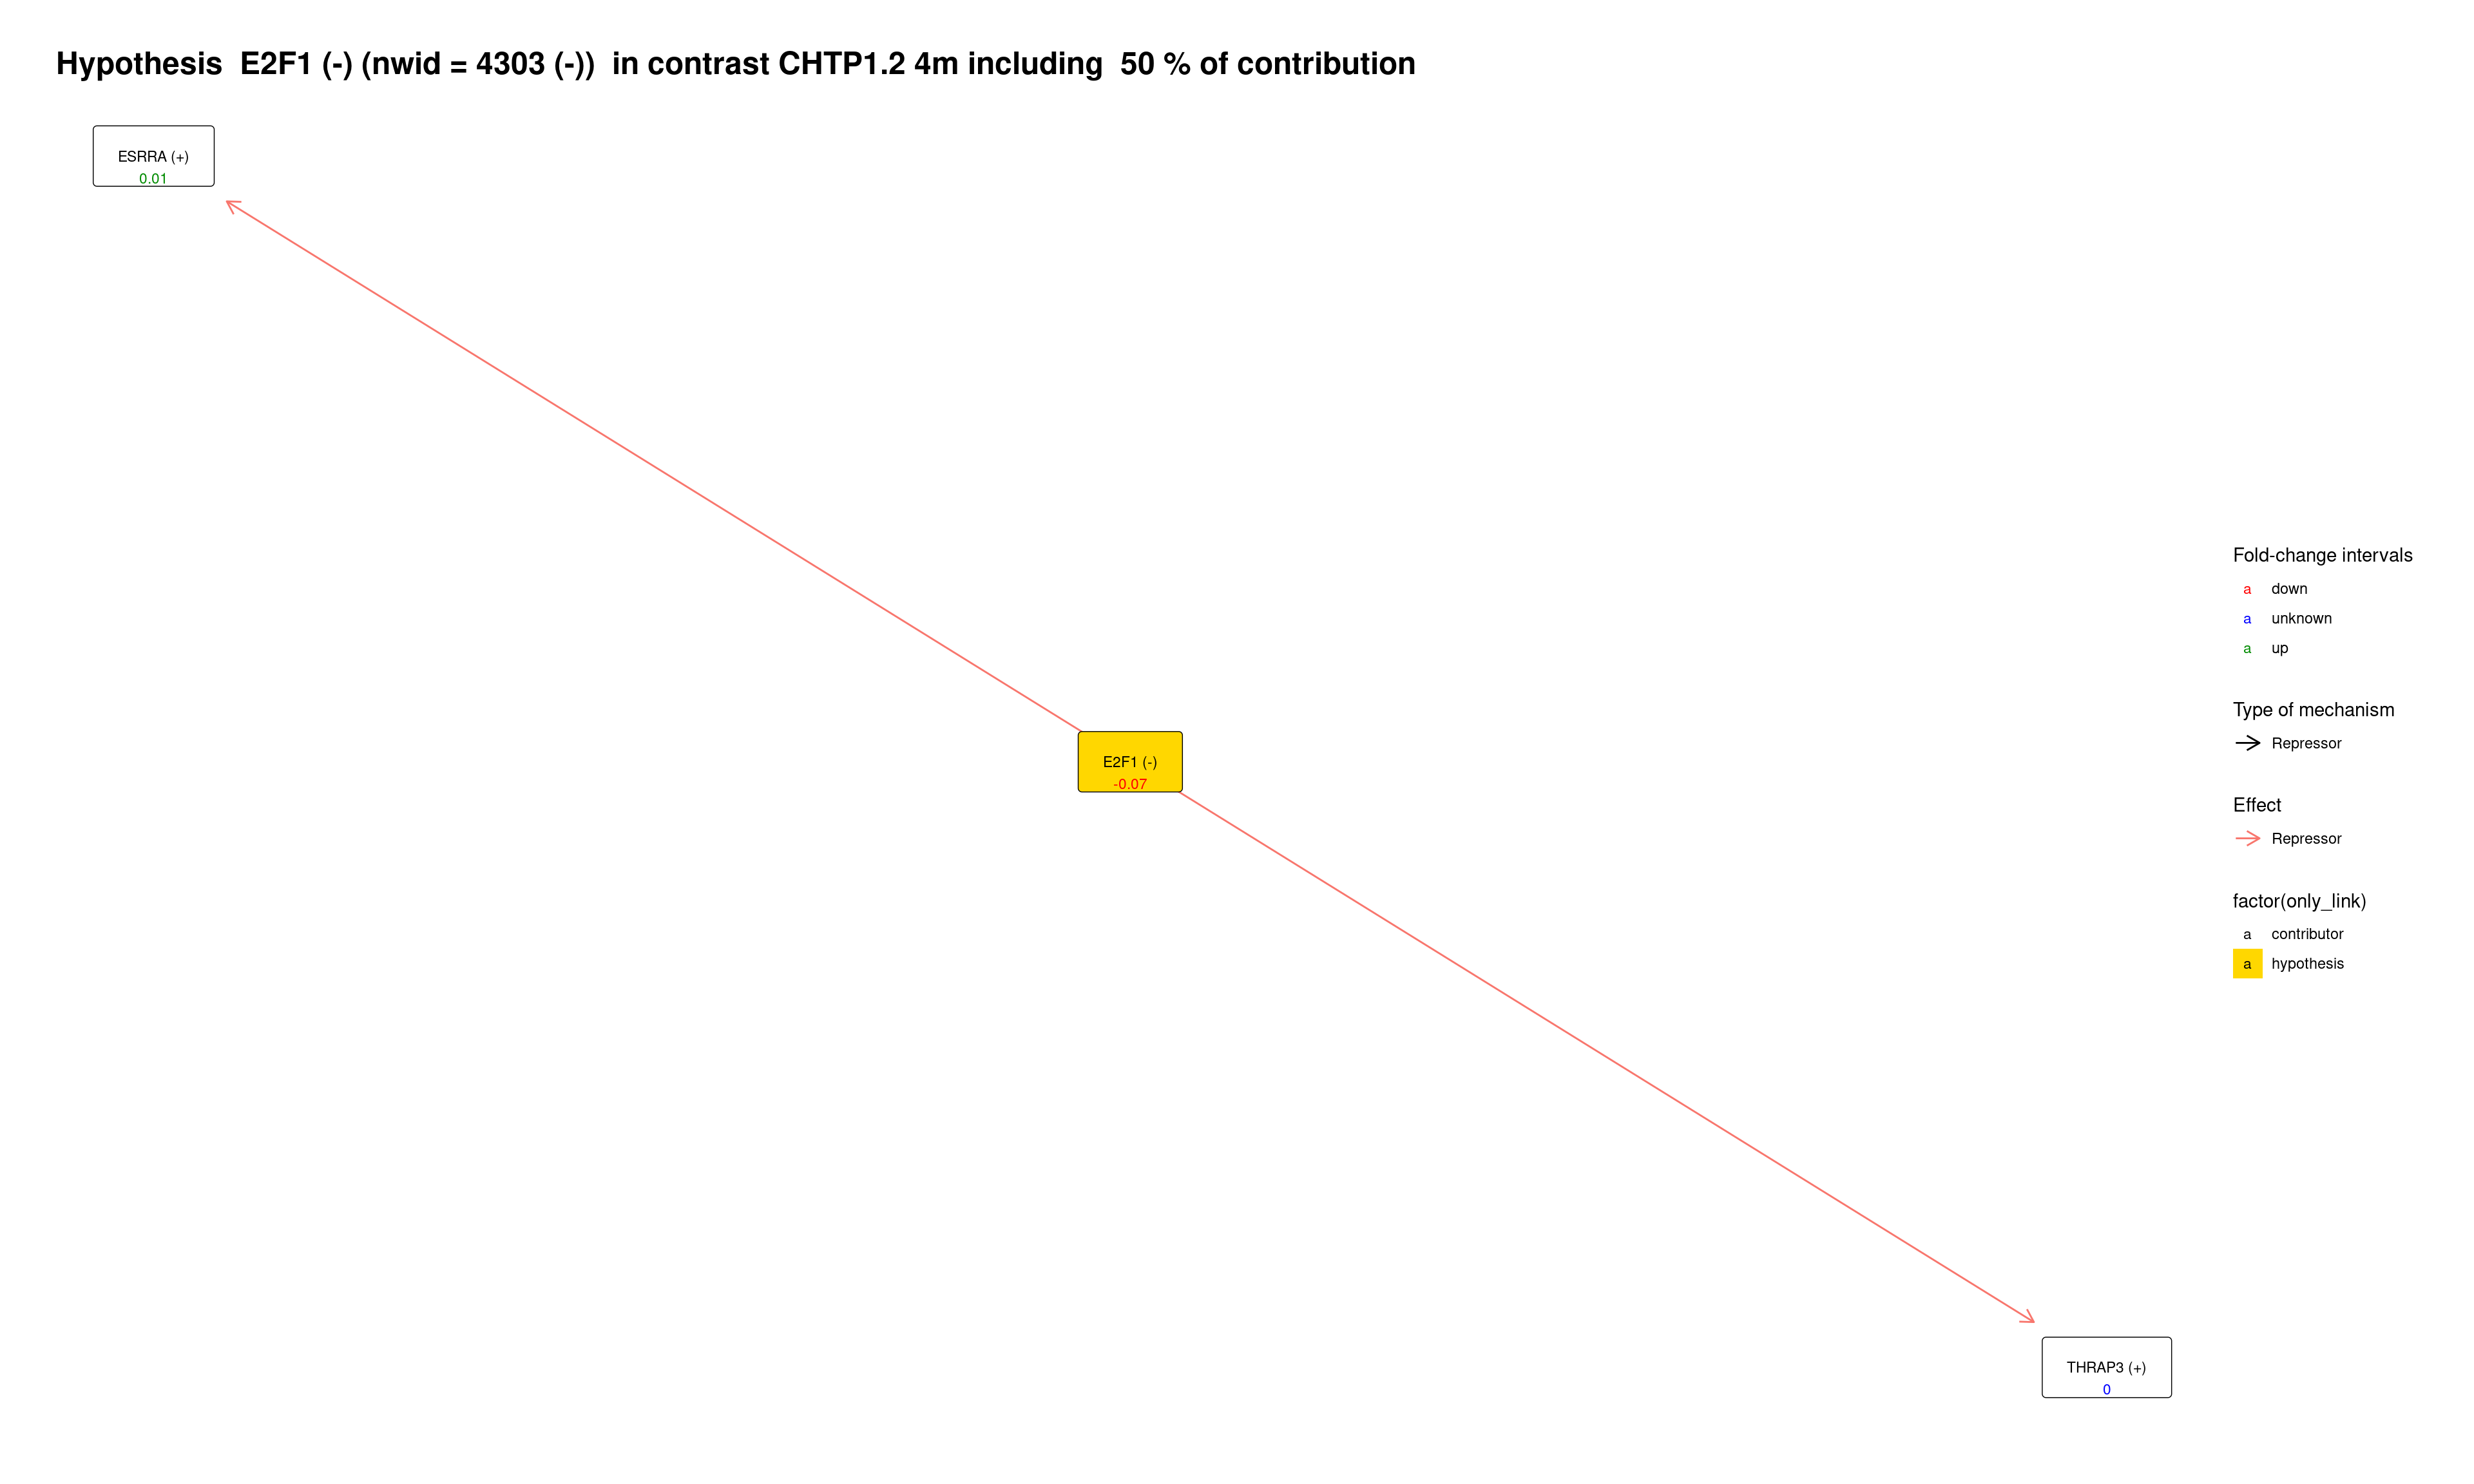 Hypothesis  E2F1 (-) (nwid = 4303 (-))  in contrast CHTP1.2 4m including  50 % of contribution
ESRRA (+)
0.01
E2F1 (-)
-0.07
THRAP3 (+)
0
Fold-change intervals
a down
a unknown
a up
Type of mechanism
Repressor
Effect
Repressor
factor(only_link)
a contributor
a hypothesis